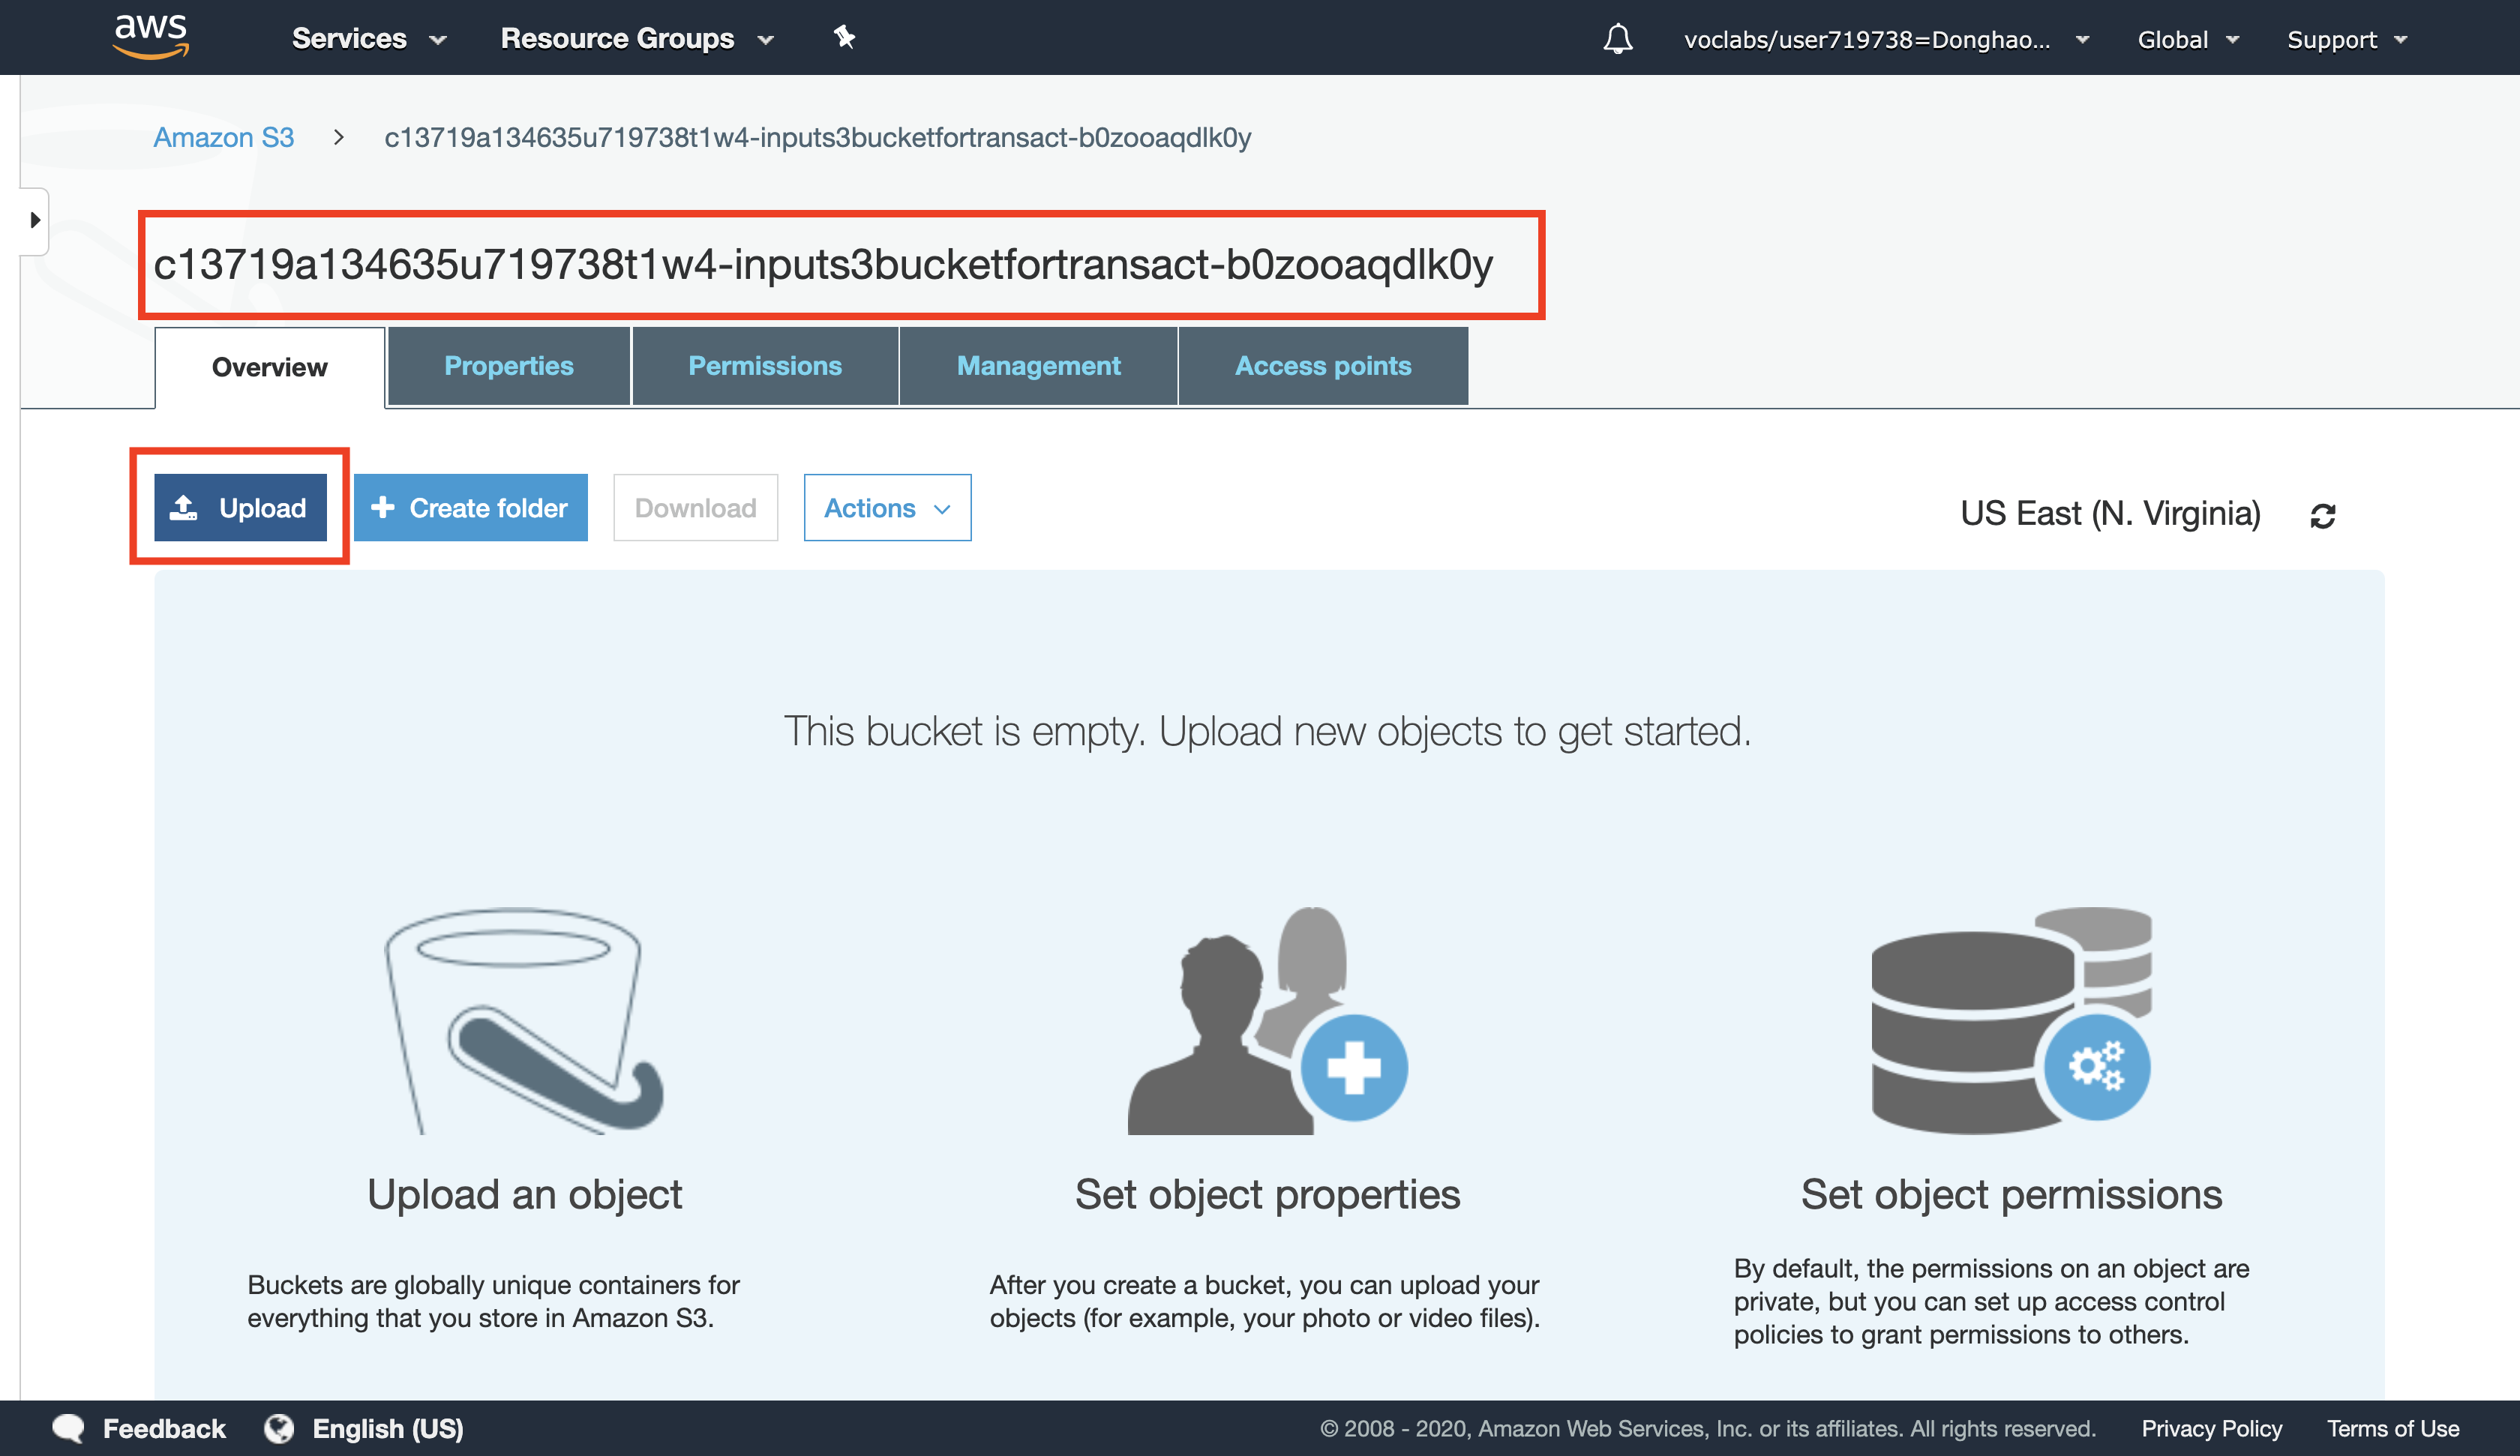 aws Services Resource Groups voclabs/user719738=Donghao... Global Support
Amazon S3 > c13719a134635u719738t1w4-inputs3bucketfortransact-b0zooaqdlk0y
c13719a134635u719738t1w4-inputs3bucketfortransact-b0zooaqdlk0y
Overview Properties Permissions Management Access points
Upload Create folder Download Actions US East (N. Virginia)
This bucket is empty. Upload new objects to get started.
Upload an object
Buckets are globally unique containers for
everything that you store in Amazon S3.
Set object properties
After you create a bucket, you can upload your
objects (for example, your photo or video files).
Set object permissions
By default, the permissions on an object are
private, but you can set up access control
policies to grant permissions to others.
Feedback English (US) © 2008 - 2020, Amazon Web Services, Inc. or its affiliates. All rights reserved. Privacy Policy Terms of Use